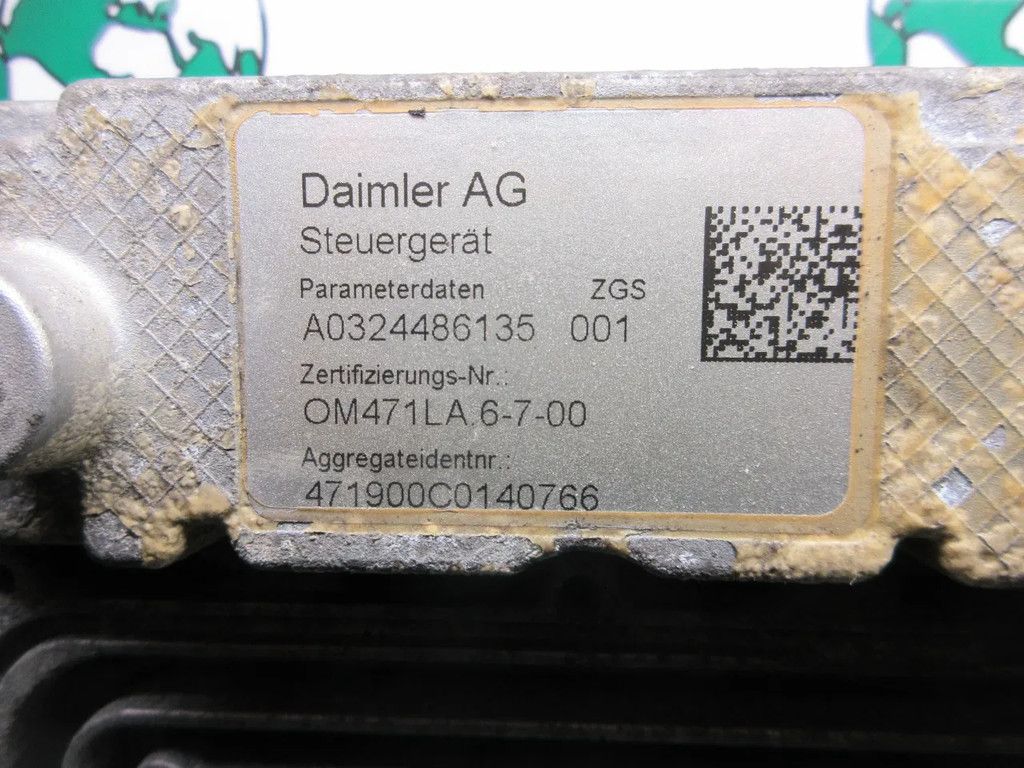 Daimler AG
Steuergerät
Parameterdaten ZGS
A0324486135 001
Zertifizierungs-Nr.:
OM471LA.6-7-00
Aggregateidentnr.:
471900C0140766